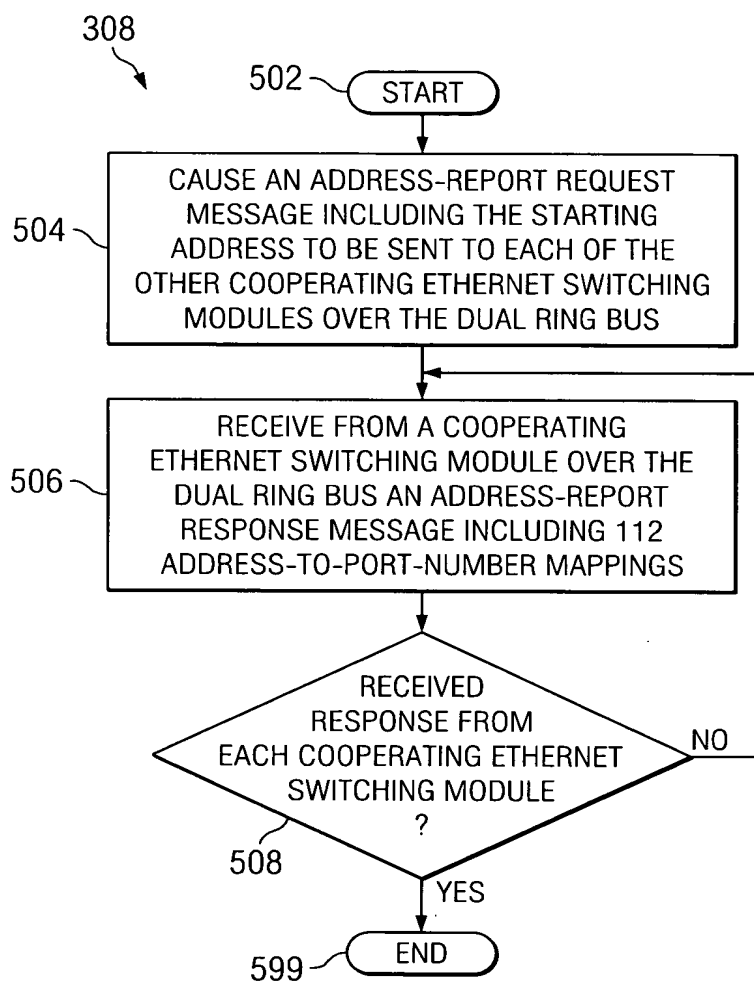 308
502
START
504
CAUSE AN ADDRESS-REPORT REQUEST
MESSAGE INCLUDING THE STARTING
ADDRESS TO BE SENT TO EACH OF THE
OTHER COOPERATING ETHERNET SWITCHING
MODULES OVER THE DUAL RING BUS
506
RECEIVE FROM A COOPERATING
ETHERNET SWITCHING MODULE OVER THE
DUAL RING BUS AN ADDRESS-REPORT
RESPONSE MESSAGE INCLUDING 112
ADDRESS-TO-PORT-NUMBER MAPPINGS
RECEIVED
RESPONSE FROM
EACH COOPERATING ETHERNET
SWITCHING MODULE
?
NO
508
YES
END
599